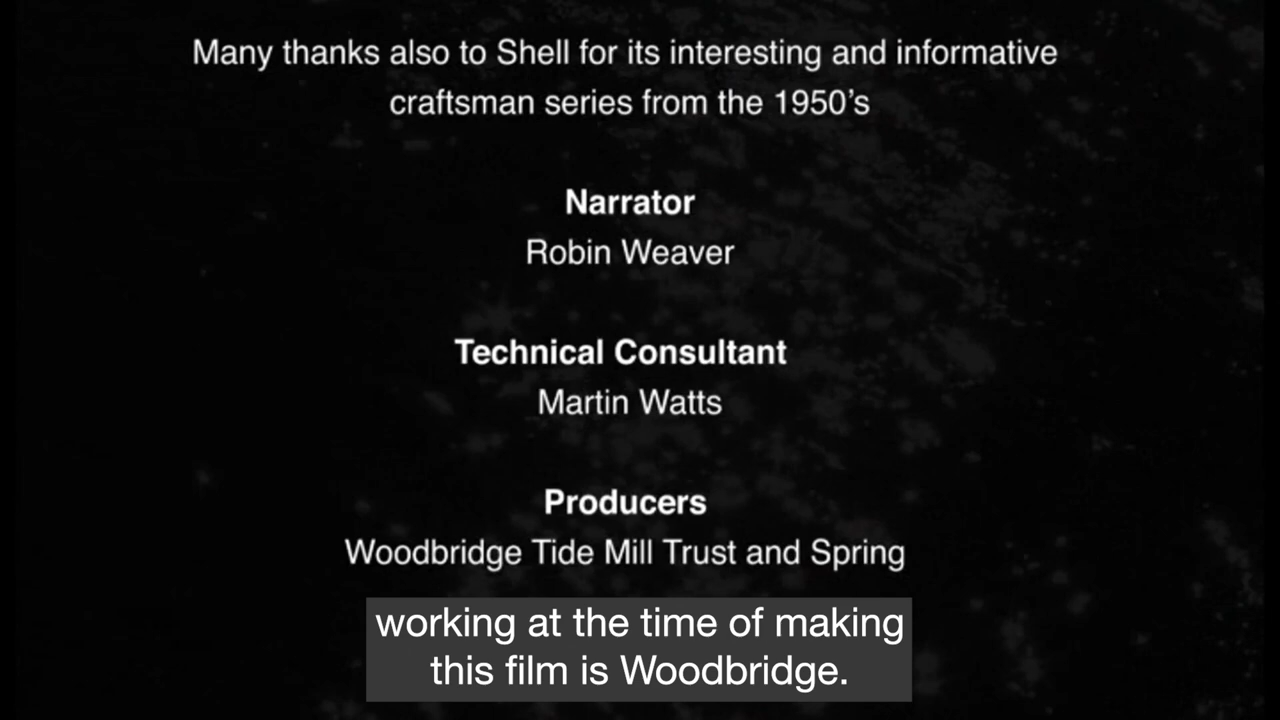 Many thanks also to Shell for its interesting and informative
craftsman series from the 1950's
Narrator
Robin Weaver
Technical Consultant
Martin Watts
Producers
Woodbridge Tide Mill Trust and Spring
working at the time of making
this film is Woodbridge.